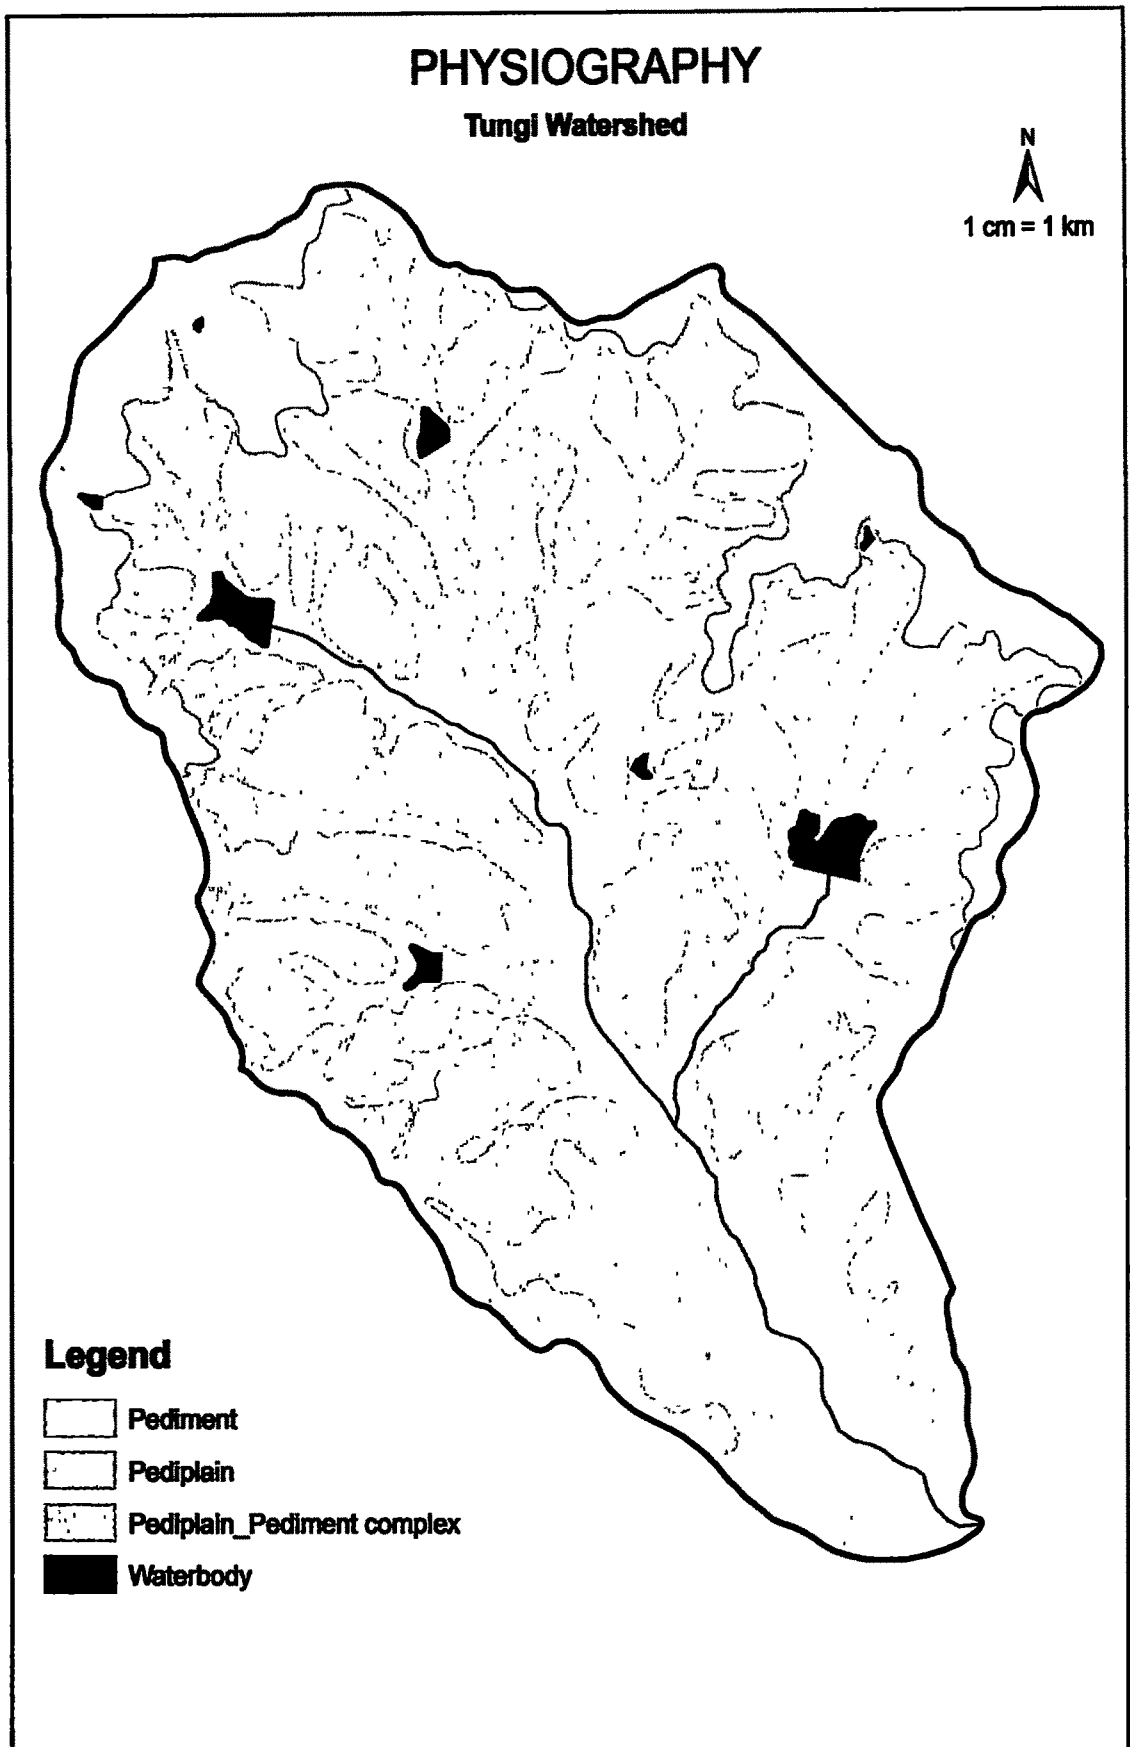 PHYSIOGRAPHY
Tungi Watershed
N
1 cm = 1 km
Legend
Pediment
Pediplain
Pediplain_Pediment complex
Waterbody